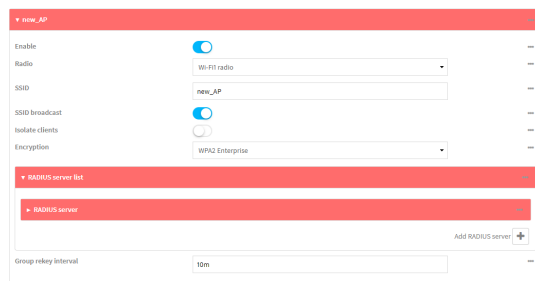 new_AP
Enable
Radio
Wi-Fi1 radio
SSID
new_AP
SSID broadcast
Isolate clients
Encryption
WPA2 Enterprise
RADIUS server list
RADIUS server
Add RADIUS server
Group rekey interval
10m